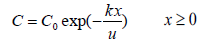 C = C₀ exp(-kx/u)     x ≥ 0